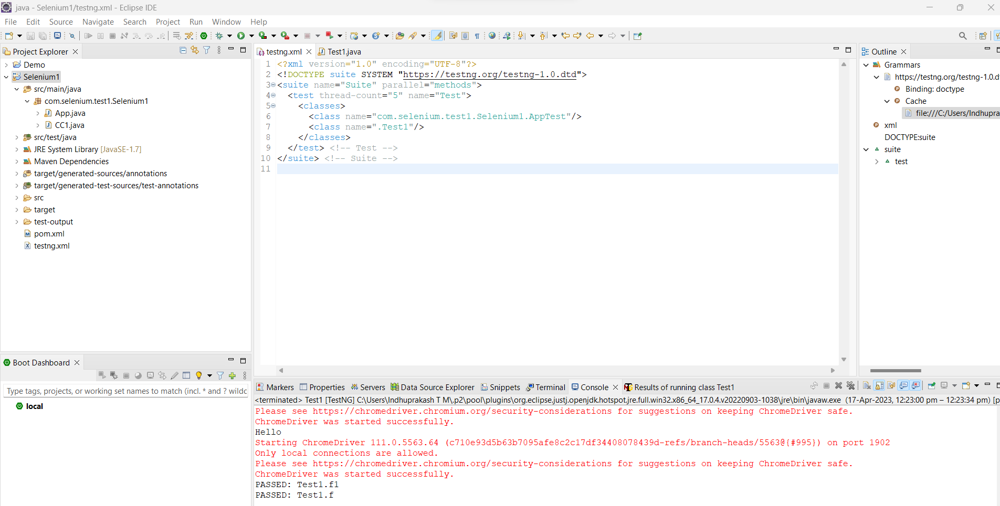 java - Selenium1/testng.xml - Eclipse IDE
File Edit Source Navigate Search Project Run Window Help
Project Explorer
Demo
Selenium1
src/main/java
com.selenium.test1.Selenium1
App.java
CC1.java
src/test/java
JRE System Library [JavaSE-1.7]
Maven Dependencies
target/generated-sources/annotations
target/generated-test-sources/test-annotations
src
target
test-output
pom.xml
testng.xml
testng.xml Test1.java
1 <?xml version="1.0" encoding="UTF-8"?>
2 <!DOCTYPE suite SYSTEM "https://testng.org/testng-1.0.dtd">
3 <suite name="Suite" parallel="methods">
4 <test thread-count="5" name="Test">
5 <classes>
6 <class name="com.selenium.test1.Selenium1.AppTest"/>
7 <class name=".Test1"/>
8 </classes>
9 </test> <!-- Test -->
10 </suite> <!-- Suite -->
11
Outline
Grammars
https://testng.org/testng-1.0.d
Binding: doctype
Cache
file:///C:/Users/Indhupra
xml
DOCTYPE:suite
suite
test
Boot Dashboard
Type tags, projects, or working set names to match (incl. * and ? wildc
local
Markers Properties Servers Data Source Explorer Snippets Terminal Console Results of running class Test1
<terminated> Test1 [TestNG] C:\Users\Indhuprakash T M\.p2\pool\plugins\org.eclipse.justj.openjdk.hotspot.jre.full.win32.x86_64_17.0.4.v20220903-1038\jre\bin\javaw.exe (17-Apr-2023, 12:23:00 pm – 12:23:34 pm) [p
Please see https://chromedriver.chromium.org/security-considerations for suggestions on keeping ChromeDriver safe.
ChromeDriver was started successfully.
Hello
Starting ChromeDriver 111.0.5563.64 (c710e93d5b63b7095afe8c2c17df34408078439d-refs/branch-heads/5563@{#995}) on port 1902
Only local connections are allowed.
Please see https://chromedriver.chromium.org/security-considerations for suggestions on keeping ChromeDriver safe.
ChromeDriver was started successfully.
PASSED: Test1.f1
PASSED: Test1.f